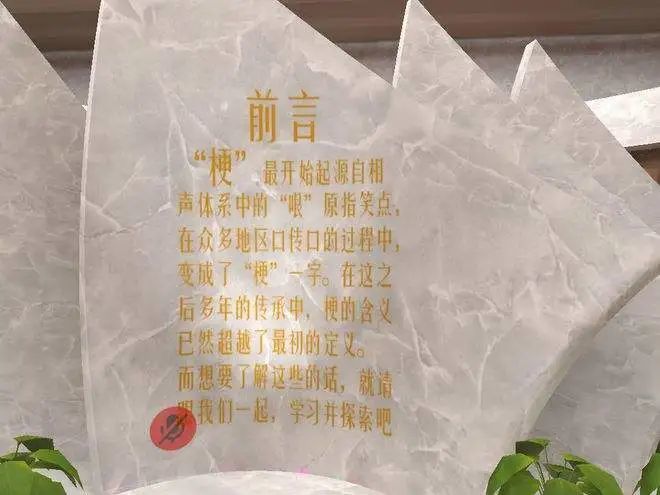 前言
“梗”最开始起源自相
声体系中的“哏”原指笑点,
在众多地区口传口的过程中,
变成了“梗”一字。在这之
后多年的传承中, 梗的含义
已然超越了最初的定义。
而想要了解这些的话, 就请
我们一起, 学习并探索吧